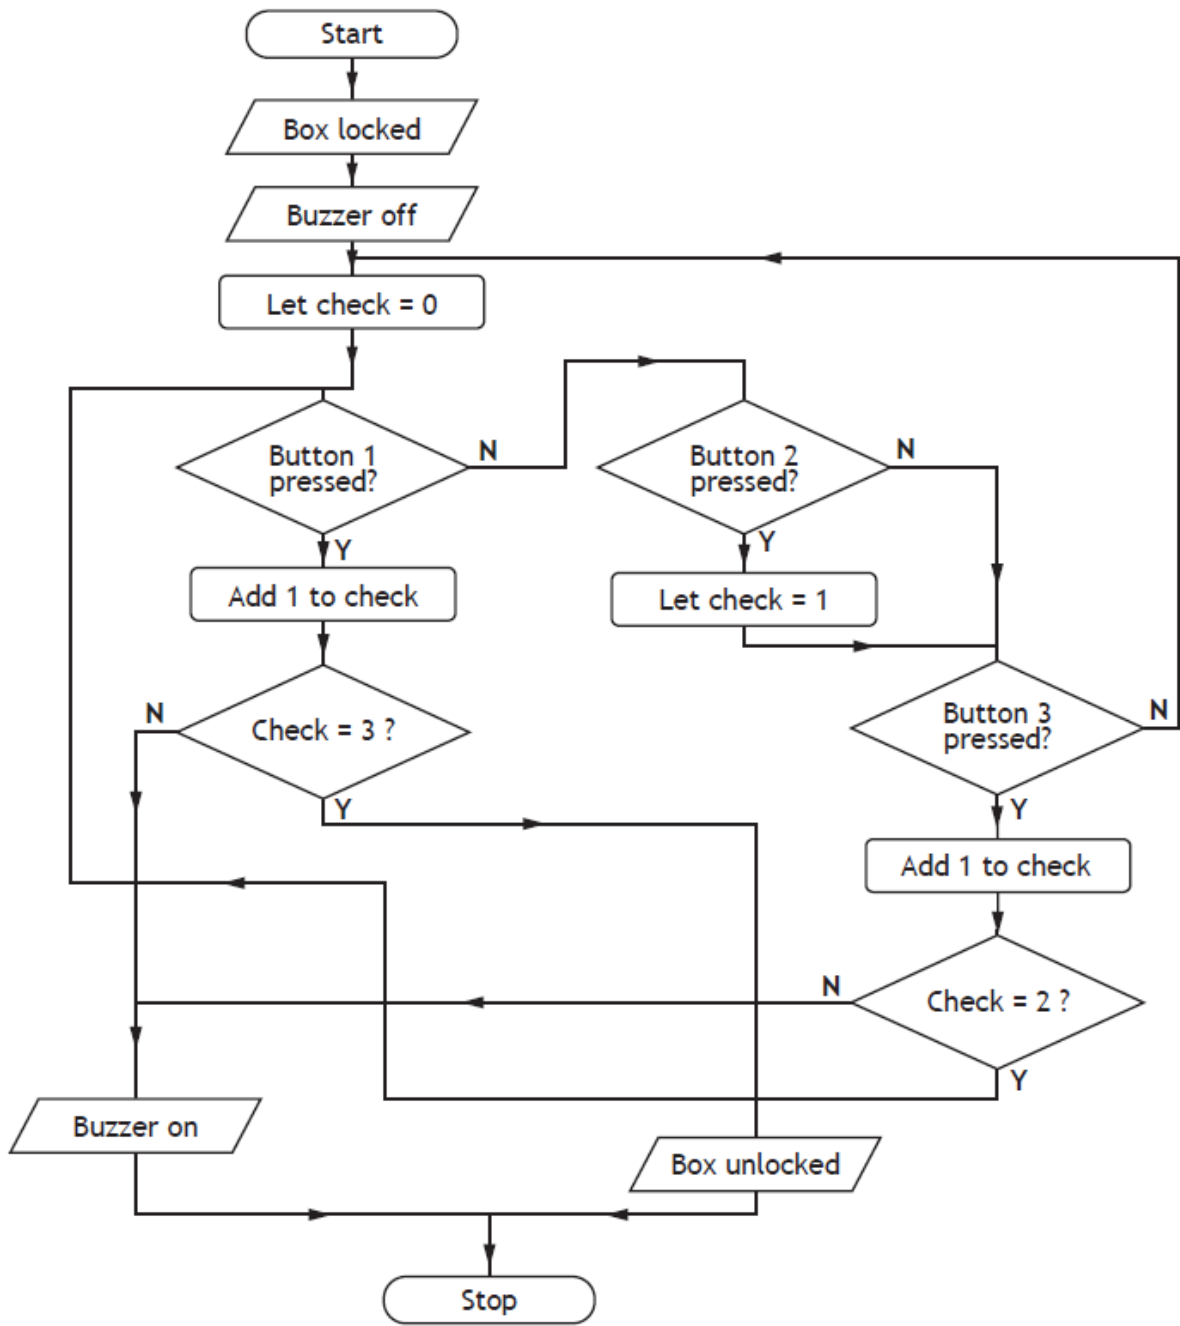 Start
Box locked
Buzzer off
Let check = 0
Button 1
pressed?
N
Y
Button 2
pressed?
N
Y
Add 1 to check
Let check = 1
Check = 3 ?
N
Y
Button 3
pressed?
N
Y
Add 1 to check
Check = 2 ?
N
Y
Buzzer on
Box unlocked
Stop